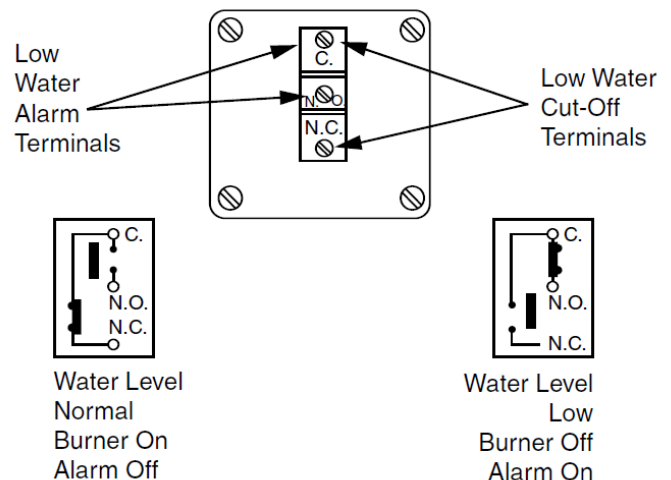 Low
Water
Alarm
Terminals
C.
N. O.
N.C.
Low Water
Cut-Off
Terminals
C.
N.O.
N.C.
Water Level
Normal
Burner On
Alarm Off
C.
N.O.
N.C.
Water Level
Low
Burner Off
Alarm On